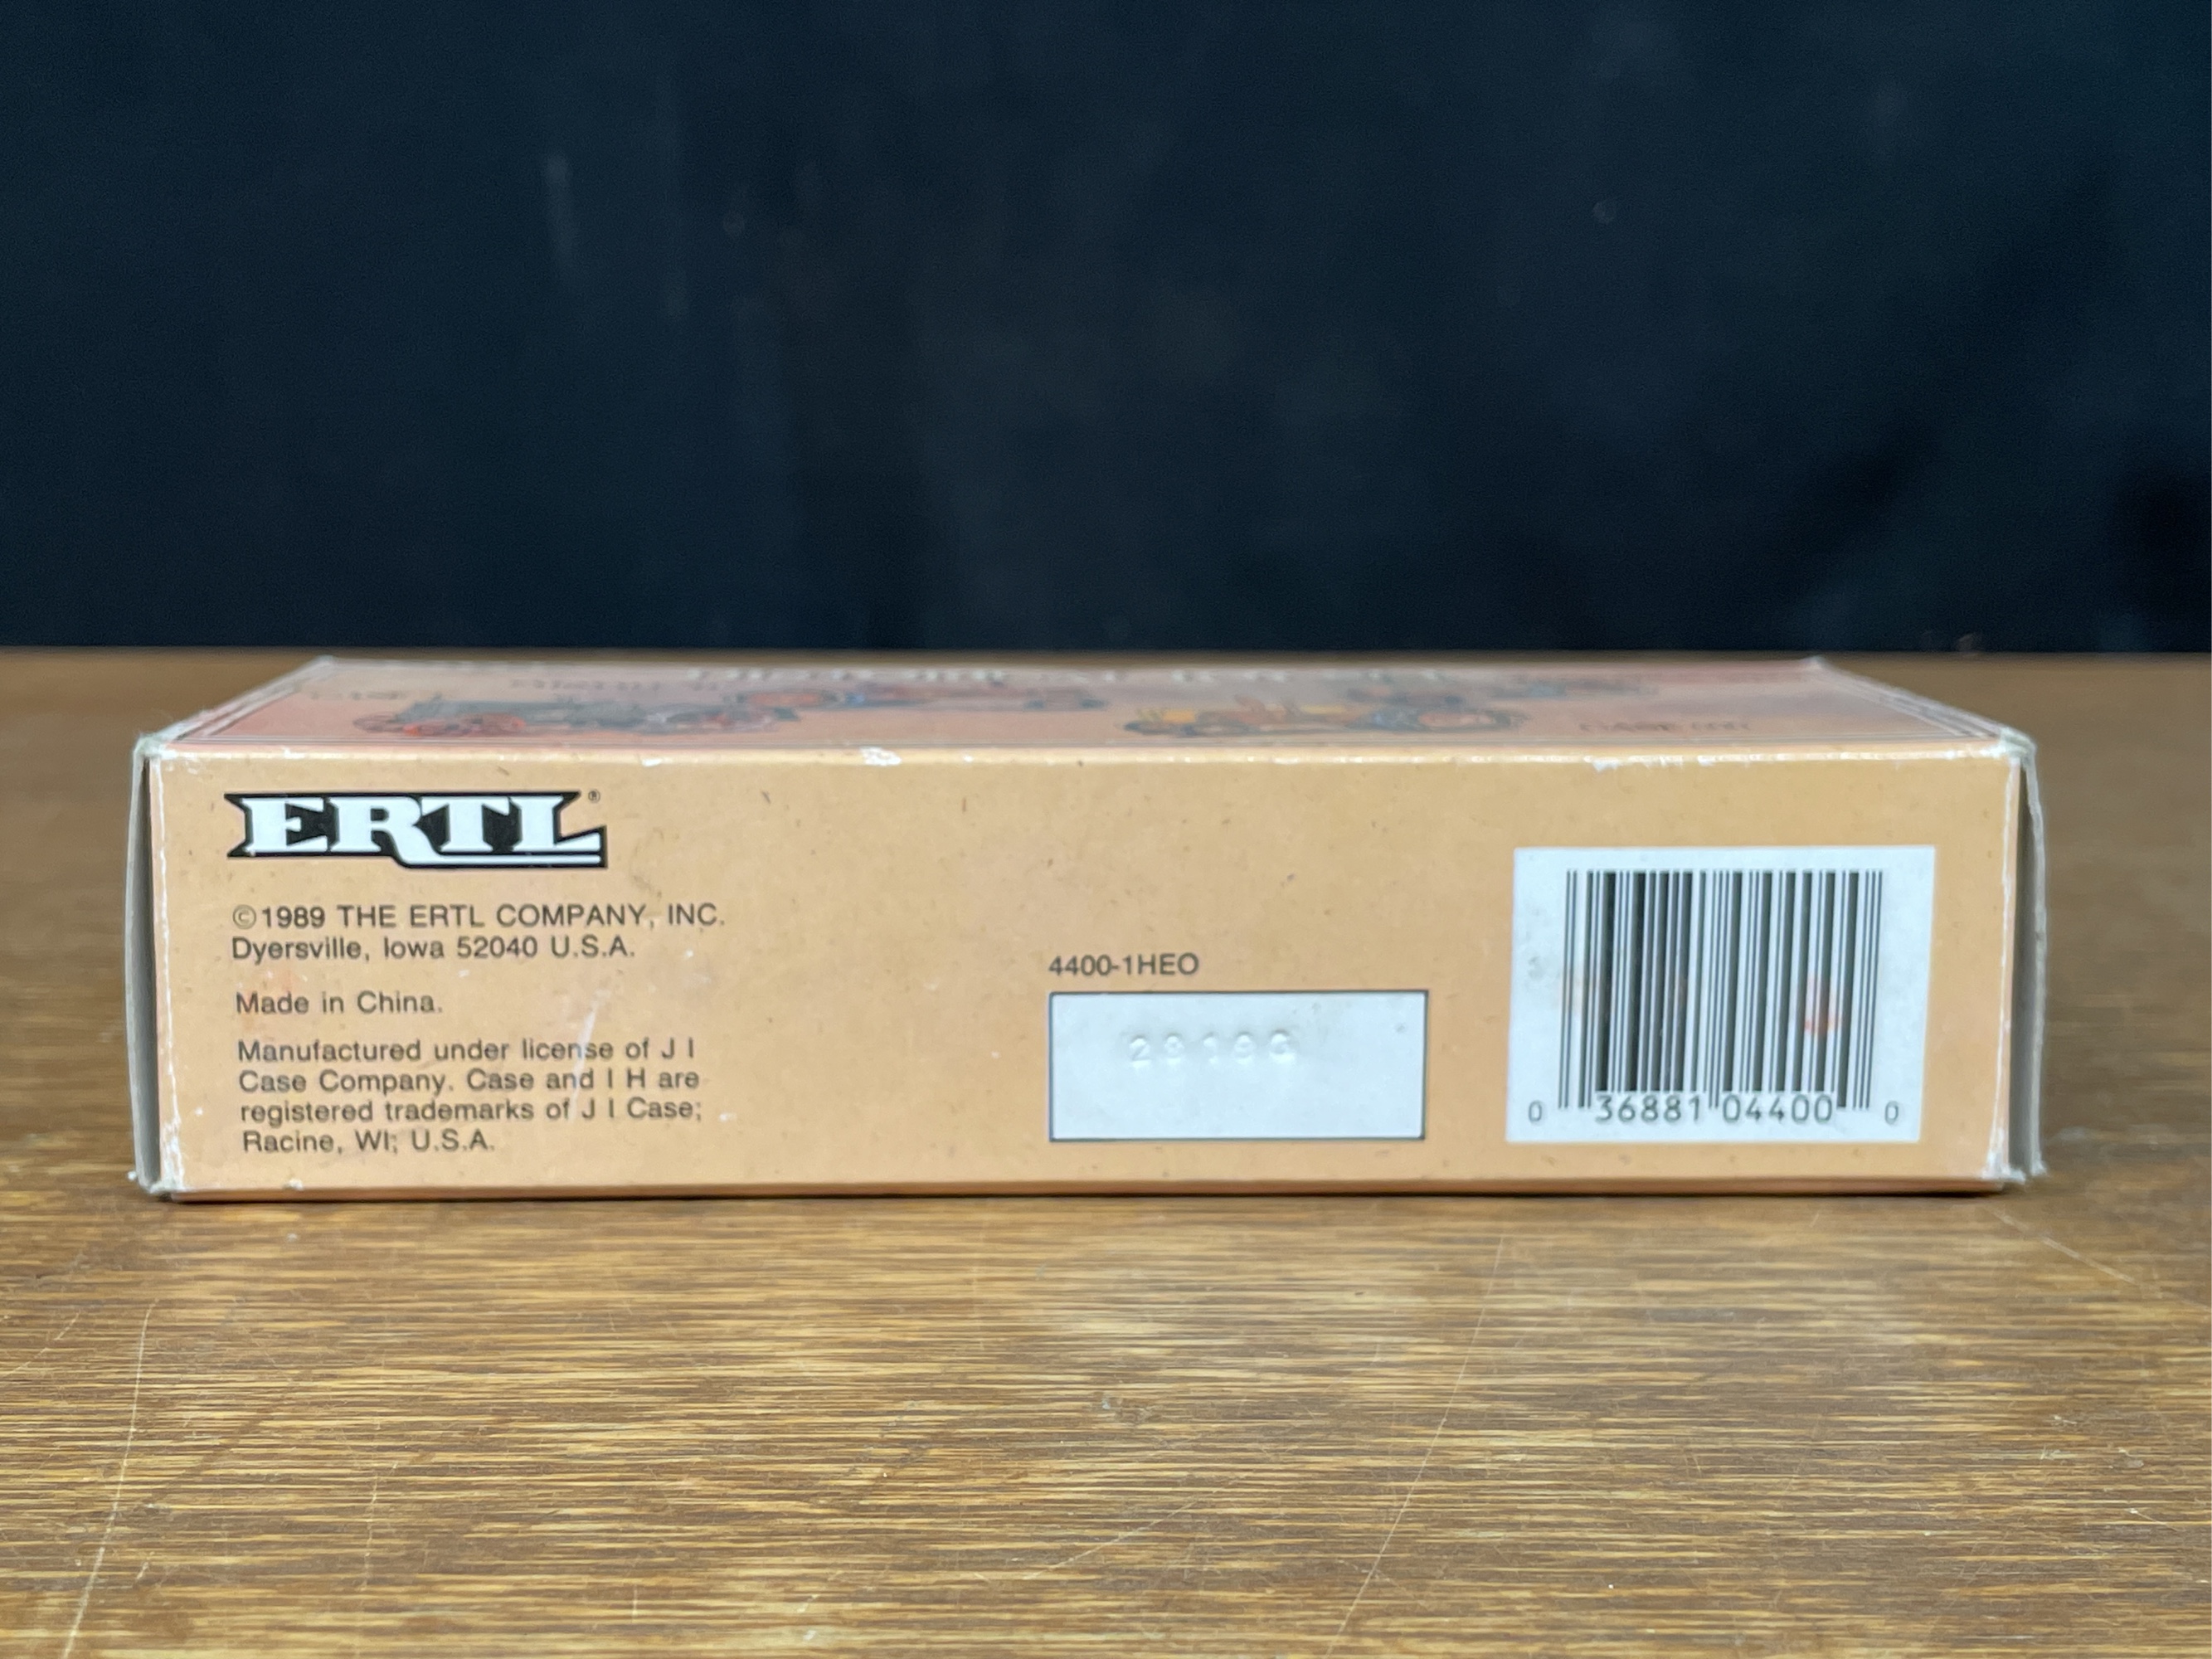 ERTL®
©1989 THE ERTL COMPANY, INC.
Dyersville, Iowa 52040 U.S.A.
Made in China.
Manufactured under license of J I
Case Company. Case and I H are
registered trademarks of J I Case;
Racine, WI; U.S.A.
4400-1HEO
0 36881 04400 0